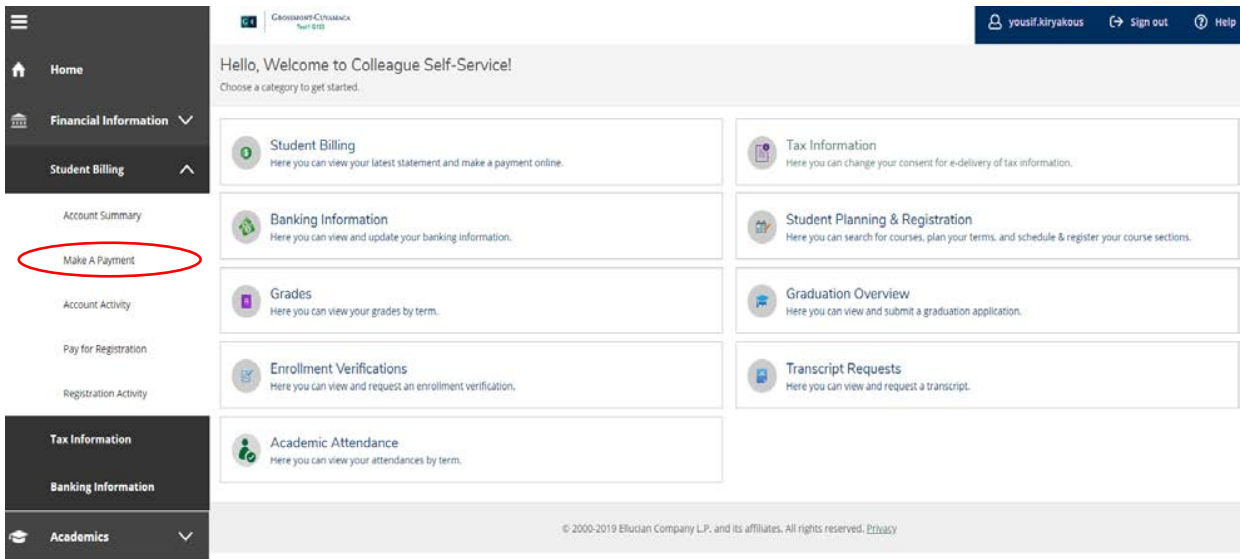 GROSSMONT-CUYAMACA
yousif.kiryakous
Sign out
Help
Home
Financial Information
Student Billing
Account Summary
Make A Payment
Account Activity
Pay for Registration
Registration Activity
Tax Information
Banking Information
Academics
Hello, Welcome to Colleague Self-Service!
Choose a category to get started.
Student Billing
Here you can view your latest statement and make a payment online.
Tax Information
Here you can change your consent for e-delivery of tax information.
Banking Information
Here you can view and update your banking information.
Student Planning & Registration
Here you can search for courses, plan your terms, and schedule & register your course sections.
Grades
Here you can view your grades by term.
Graduation Overview
Here you can view and submit a graduation application.
Enrollment Verifications
Here you can view and request an enrollment verification.
Transcript Requests
Here you can view and request a transcript.
Academic Attendance
Here you can view your attendances by term.
© 2000-2019 Ellucian Company L.P. and its affiliates. All rights reserved. Privacy